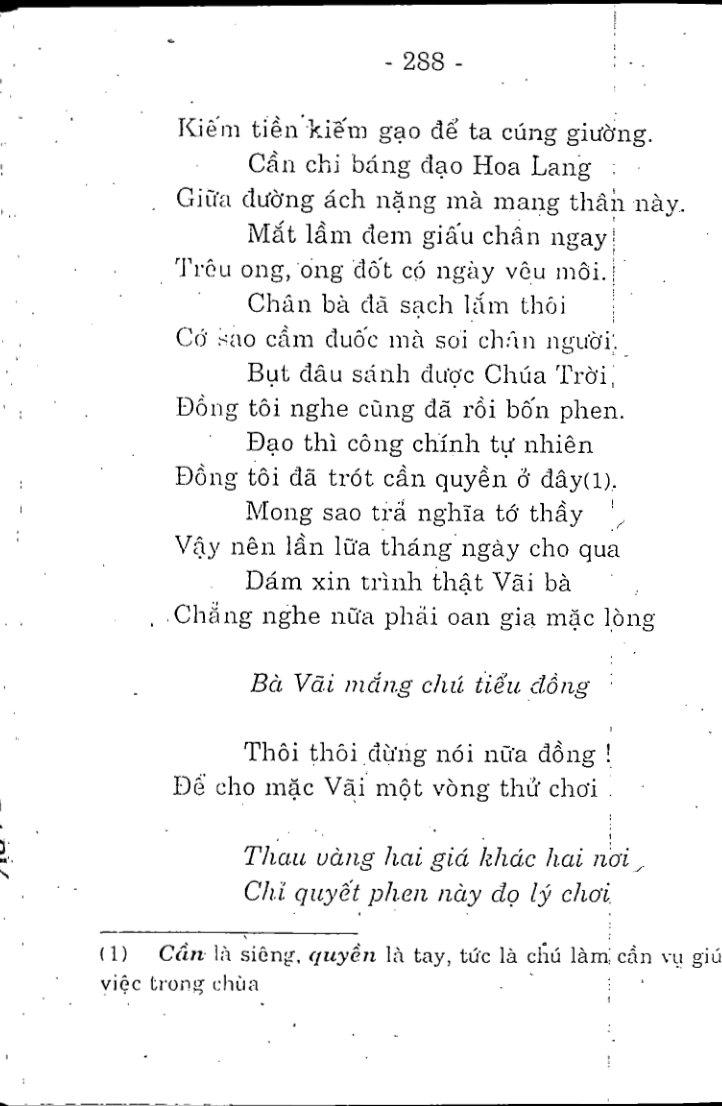 - 288 -
Kiếm tiền kiếm gạo để ta cúng giường.
Cần chi báng đạo Hoa Lang
Giữa đường ách nặng mà mang thân này.
Mắt lầm đem giấu chân ngay
Trêu ong, ong đốt có ngày vêu môi.
Chân bà đã sạch lắm thôi
Cớ sao cầm đuốc mà soi chân người.
Bụt đâu sánh được Chúa Trời,
Đồng tôi nghe cũng đã rồi bốn phen.
Đạo thì công chính tự nhiên
Đồng tôi đã trót cần quyền ở đây(1).
Mong sao trả nghĩa tớ thầy
Vậy nên lần lữa tháng ngày cho qua
Dám xin trình thật Vãi bà
Chẳng nghe nữa phải oan gia mặc lòng
Bà Vãi mắng chú tiểu đồng
Thôi thôi đừng nói nữa đồng !
Để cho mặc Vãi một vòng thử chơi
Thau vàng hai giá khác hai nơi
Chỉ quyết phen này đọ lý chơi
(1) Cần là siêng, quyền là tay, tức là chú làm cần vụ giú
việc trong chùa